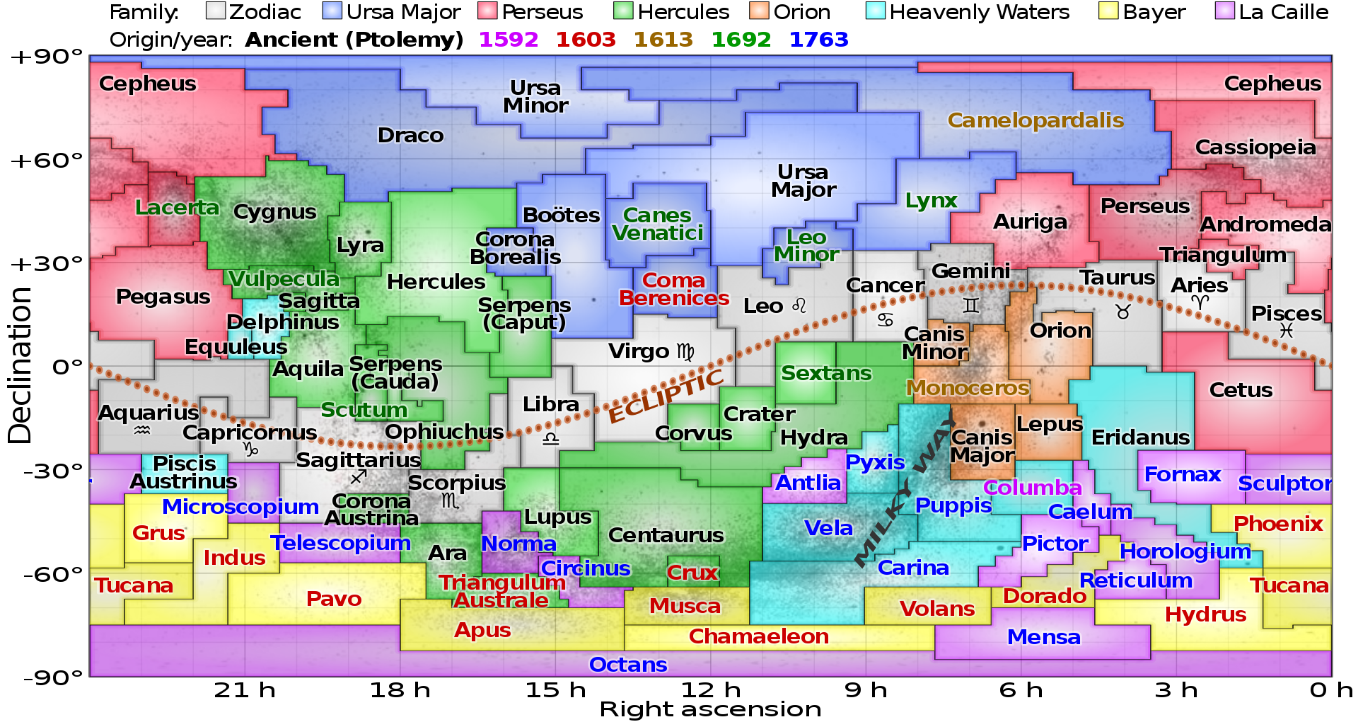 Family: Zodiac Ursa Major Perseus Hercules Orion Heavenly Waters Bayer La Caille
Origin/year: Ancient (Ptolemy) 1592 1603 1613 1692 1763
+90°
Cepheus
Ursa
Minor
Cepheus
Draco
Camelopardalis
+60°
Cassiopeia
Ursa
Major
Lacerta
Cygnus
Boötes
Canes
Venatici
Lynx
Auriga
Perseus
Andromeda
Lyra
Corona
Borealis
Leo
Minor
Triangulum
+30°
Vulpecula
Hercules
Coma
Berenices
Gemini
♊
Taurus
♉
Aries
♈
Pegasus
Sagitta
Serpens
(Caput)
Leo ♌
Cancer
♋
Pisces
♓
Delphinus
Equuleus
Virgo ♍
Canis
Minor
Orion
0°
Aquila
Serpens
(Cauda)
Sextans
Monoceros
Cetus
ECLIPTIC
Declination
Aquarius
♒
Scutum
Libra
♎
Crater
Capricornus
♑
Ophiuchus
Corvus
Hydra
MILKY WAY
Canis
Major
Lepus
Eridanus
-30°
Piscis
Austrinus
Sagittarius
♐
Scorpius
♏
Antlia
Pyxis
Columba
Fornax
Sculptor
Microscopium
Corona
Austrina
Lupus
Puppis
Caelum
Grus
Telescopium
Norma
Centaurus
Vela
Pictor
Horologium
Phoenix
Indus
Ara
Circinus
Crux
Carina
Reticulum
-60°
Tucana
Pavo
Triangulum
Australe
Musca
Volans
Dorado
Hydrus
Tucana
Apus
Chamaeleon
Mensa
Octans
-90°
21 h 18 h 15 h 12 h 9 h 6 h 3 h 0 h
Right ascension